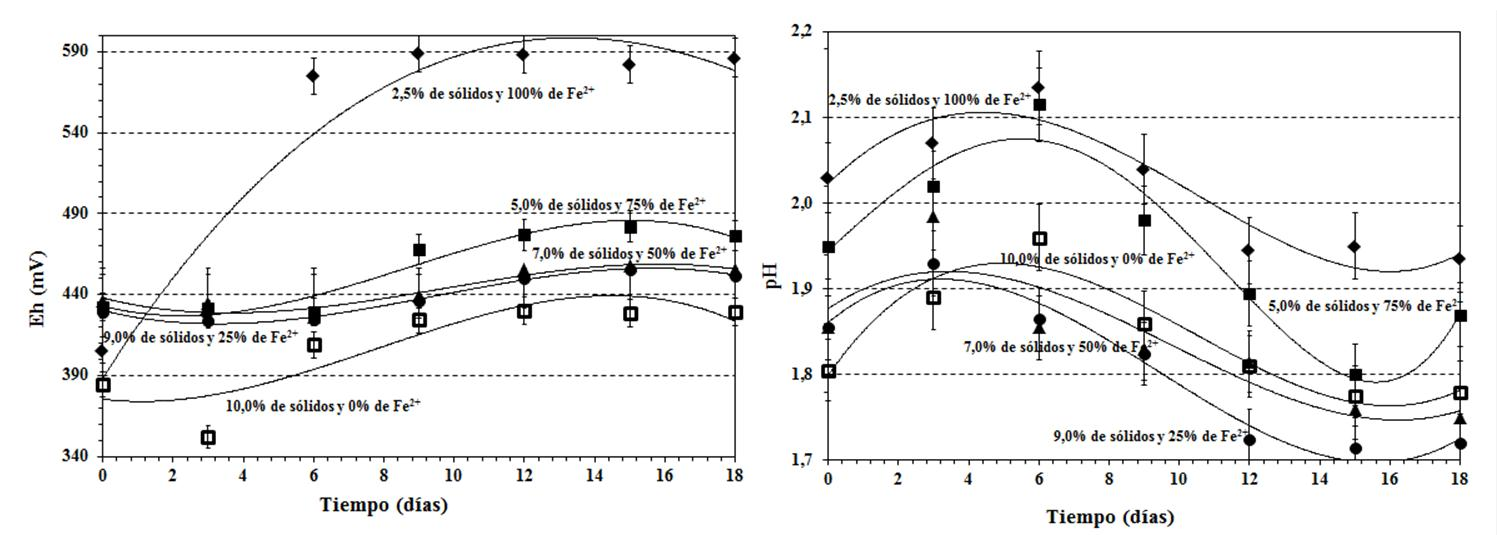 590
540
490
440
390
340
Eh (mV)
0 2 4 6 8 10 12 14 16 18
Tiempo (días)
2,5% de sólidos y 100% de Fe²⁺
5,0% de sólidos y 75% de Fe²⁺
7,0% de sólidos y 50% de Fe²⁺
9,0% de sólidos y 25% de Fe²⁺
10,0% de sólidos y 0% de Fe²⁺
2,2
2,1
2,0
1,9
1,8
1,7
pH
0 2 4 6 8 10 12 14 16 18
Tiempo (días)
2,5% de sólidos y 100% de Fe²⁺
10,0% de sólidos y 0% de Fe²⁺
5,0% de sólidos y 75% de Fe²⁺
7,0% de sólidos y 50% de Fe²⁺
9,0% de sólidos y 25% de Fe²⁺